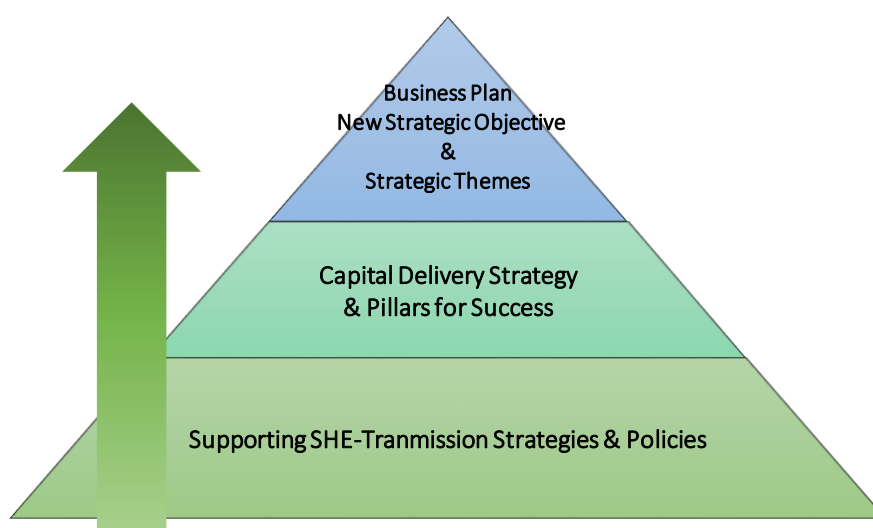 Business Plan
New Strategic Objective
&
Strategic Themes
Capital Delivery Strategy
& Pillars for Success
Supporting SHE-Tranmission Strategies & Policies